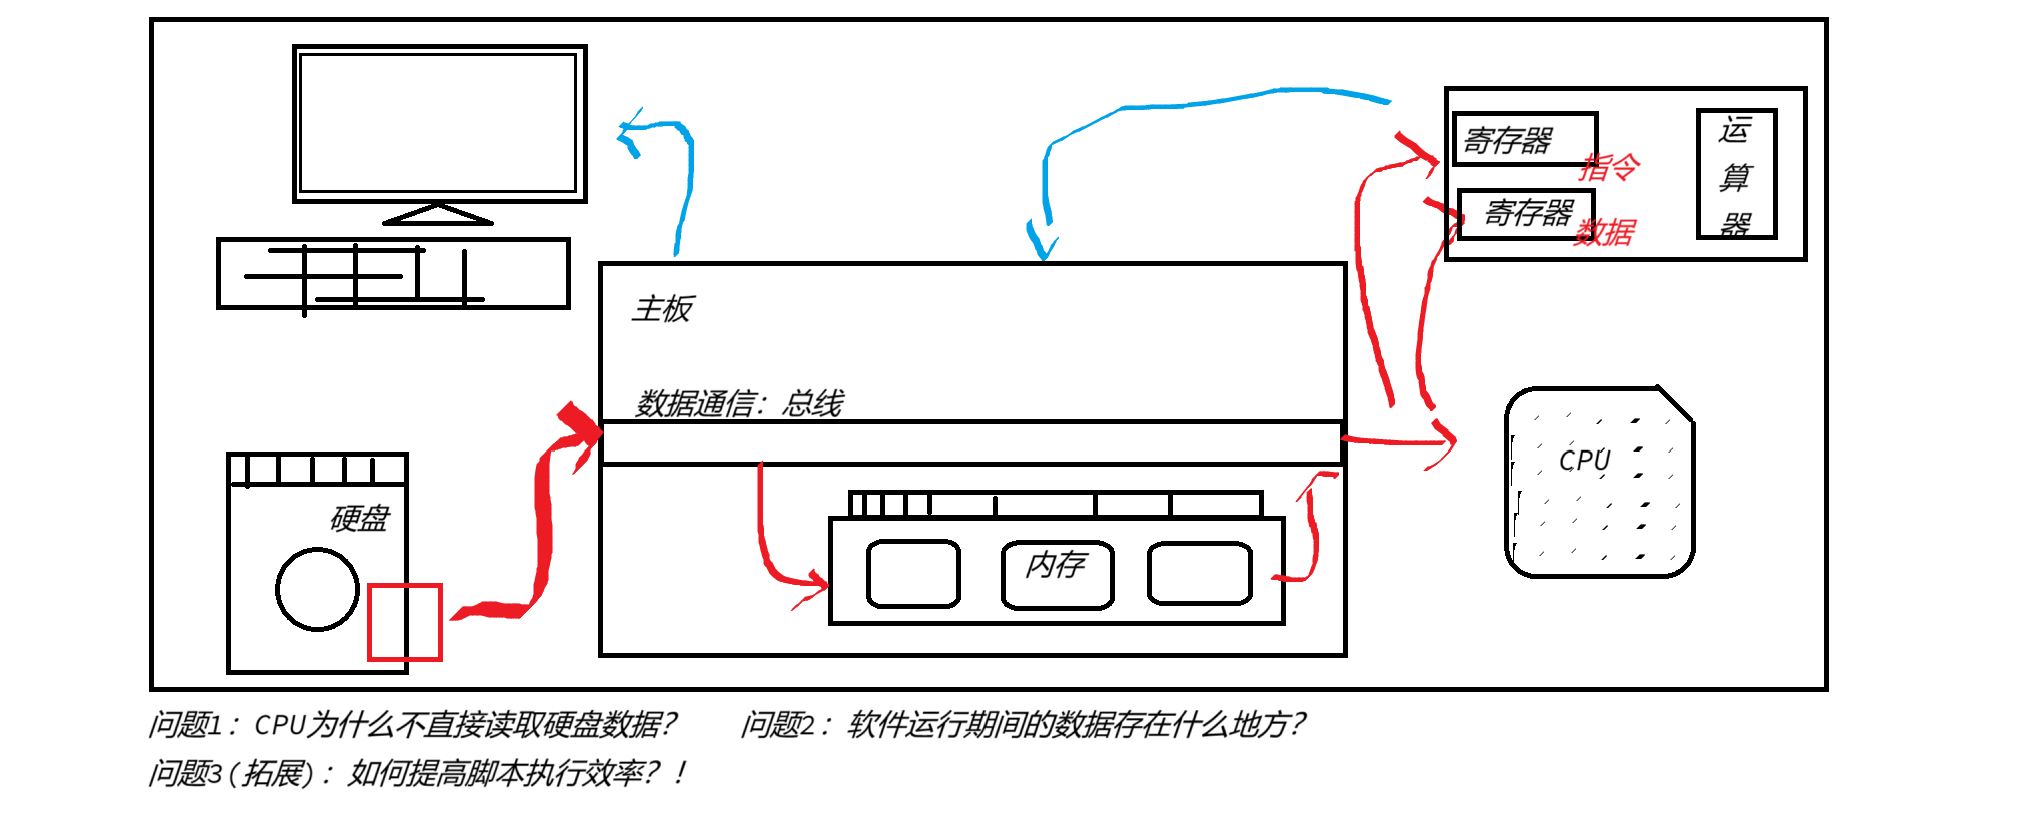 寄存器
指令
寄存器
数据
运
算
器
主板
数据通信：总线
CPU
硬盘
内存
问题1：CPU为什么不直接读取硬盘数据？
问题2：软件运行期间的数据存在什么地方？
问题3(拓展)：如何提高脚本执行效率？！